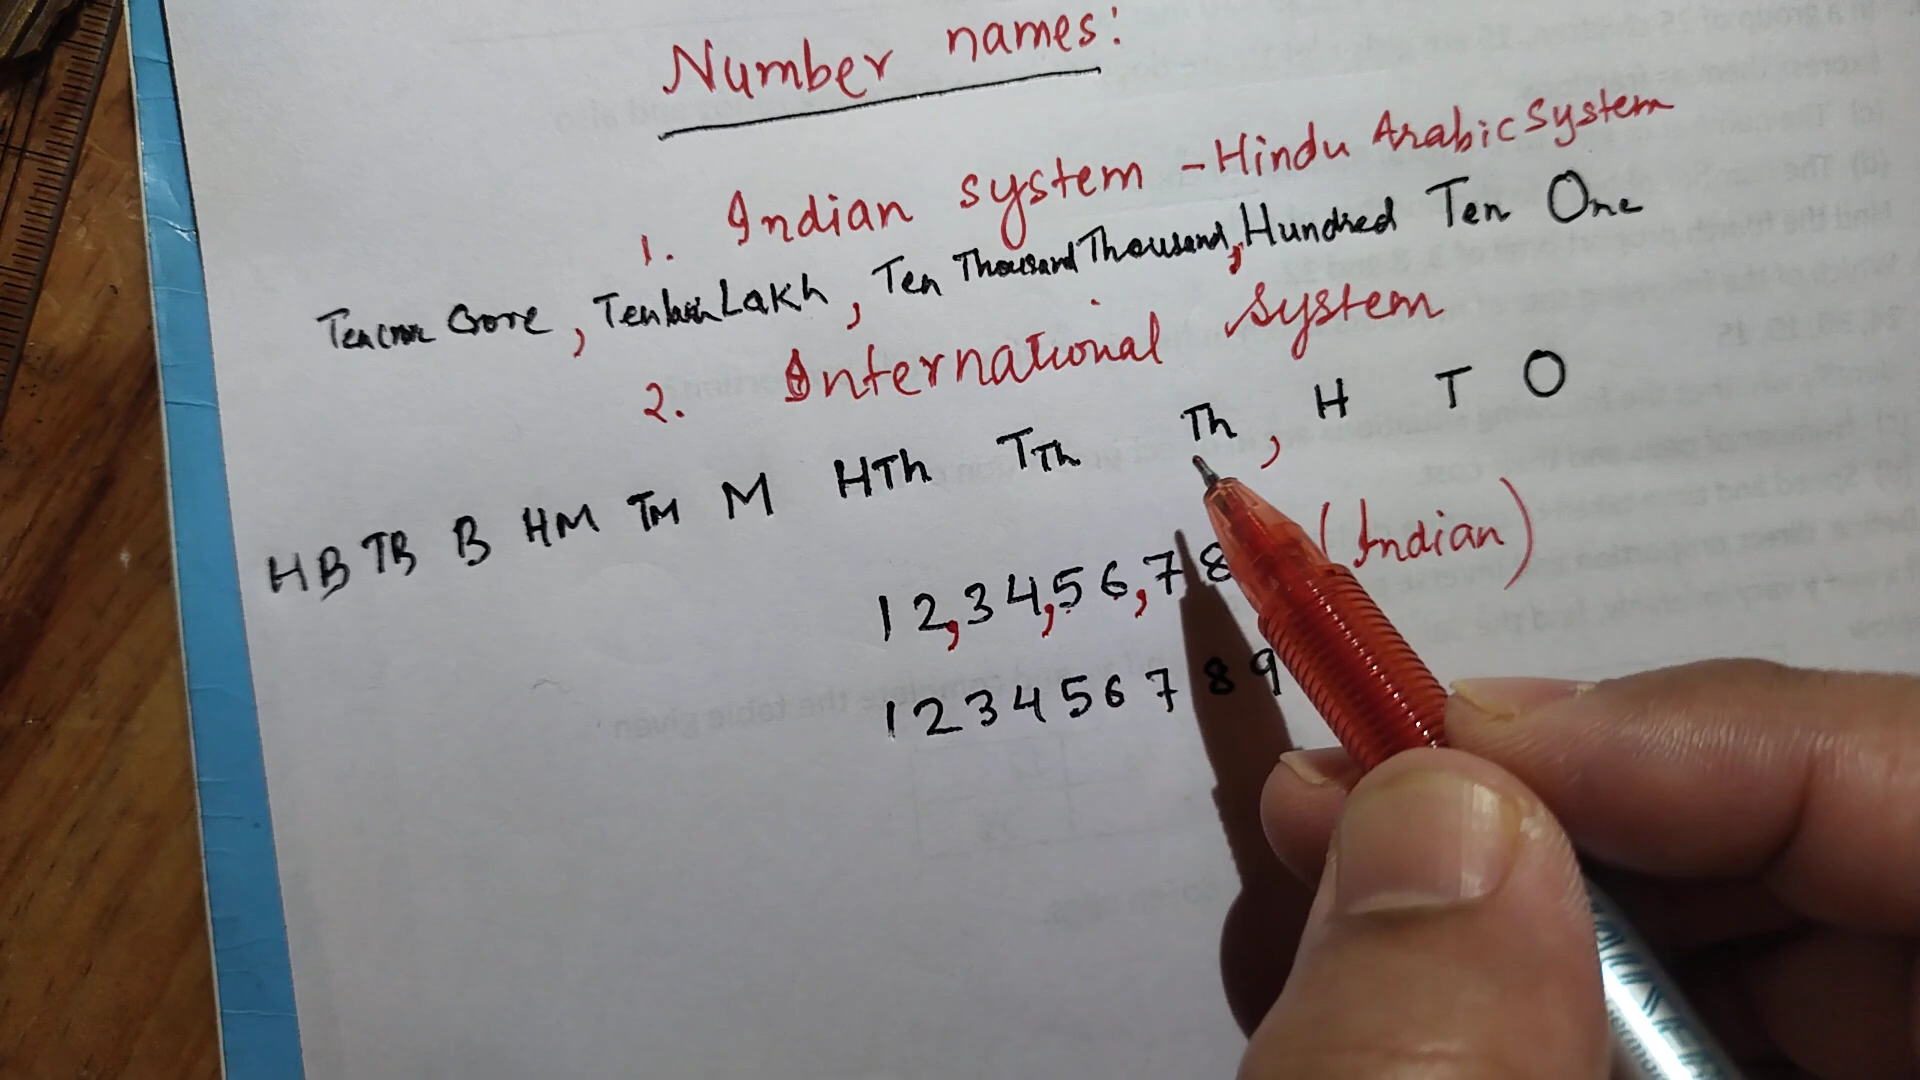 Number names:
1. Indian system - Hindu Arabic System
Ten Crore Crore, Ten lakh Lakh, Ten Thousand Thousand, Hundred Ten One
2. International System
HB TB B HM TM M HTh TTh Th, H T O
12,34,56,78 (Indian)
123456789